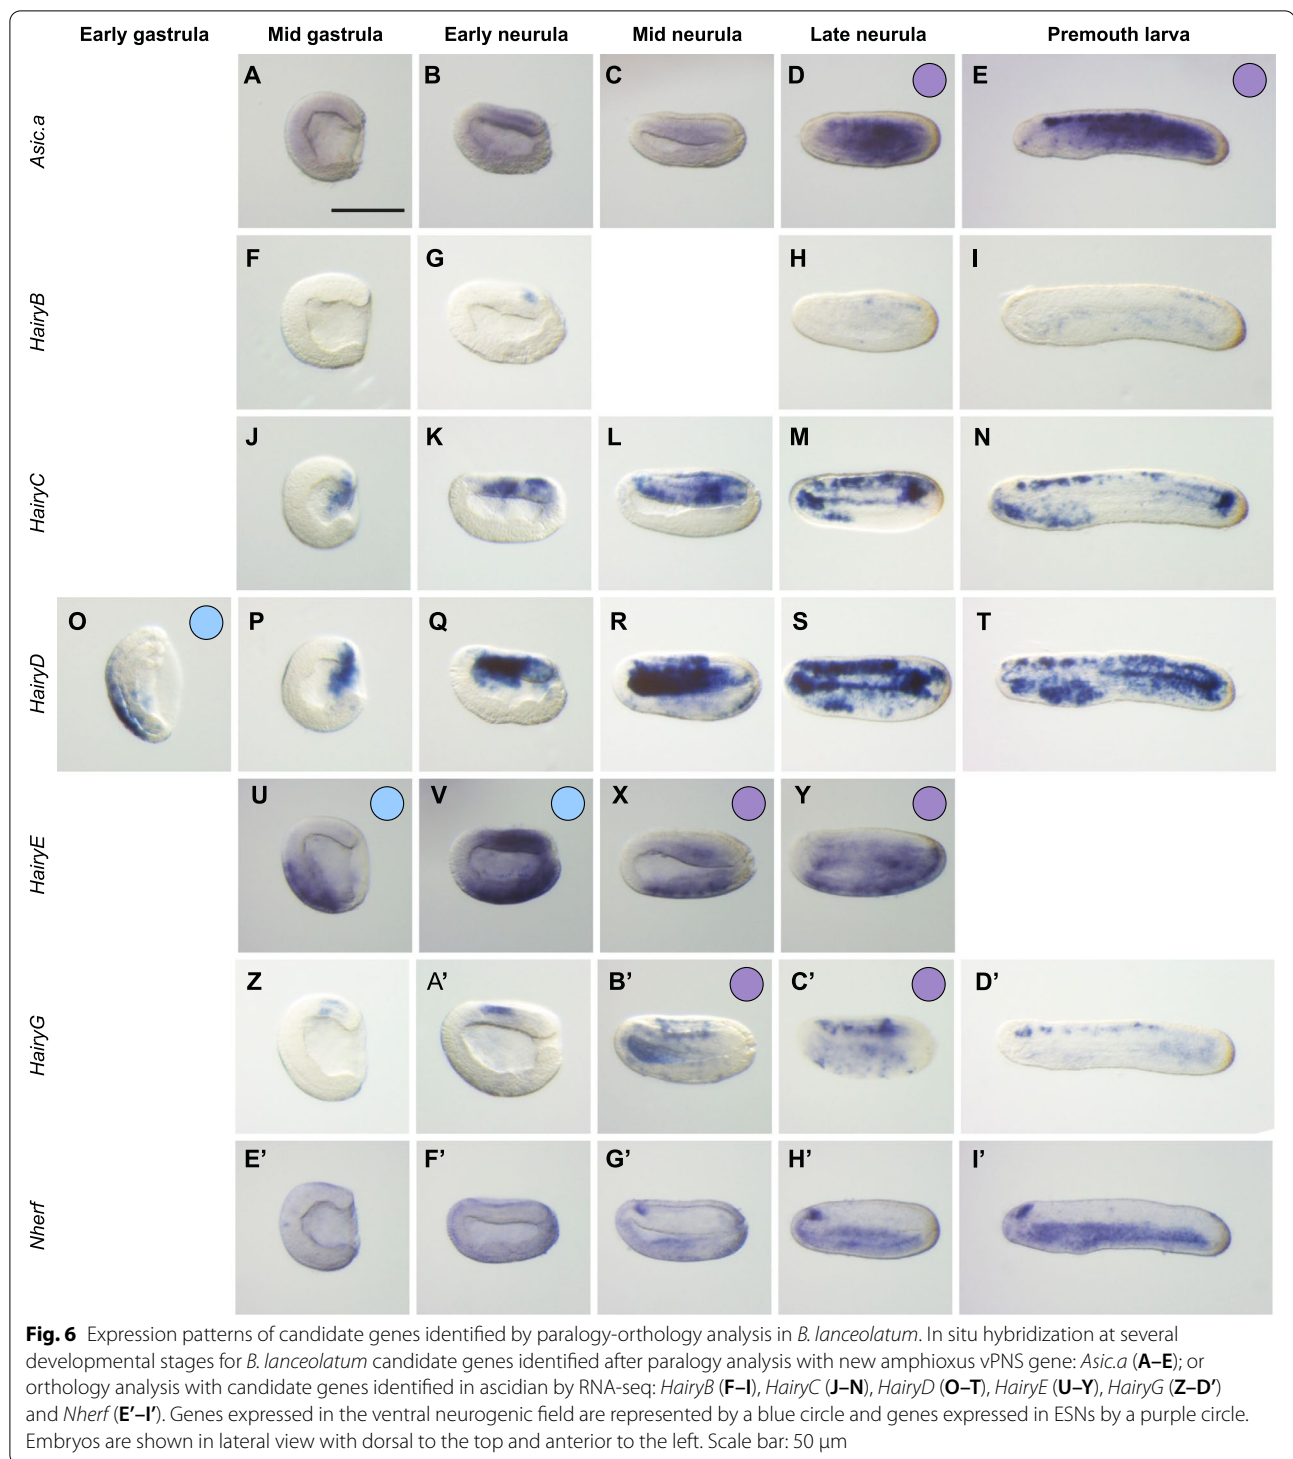 Early gastrula Mid gastrula Early neurula Mid neurula Late neurula Premouth larva
Asic.a
A B C D E
HairyB
F G H I
HairyC
J K L M N
HairyD
O P Q R S T
HairyE
U V X Y
HairyG
Z A’ B’ C’ D’
Nherf
E’ F’ G’ H’ I’
Fig. 6 Expression patterns of candidate genes identified by paralogy-orthology analysis in B. lanceolatum. In situ hybridization at several
developmental stages for B. lanceolatum candidate genes identified after paralogy analysis with new amphioxus vPNS gene: Asic.a (A–E); or
orthology analysis with candidate genes identified in ascidian by RNA-seq: HairyB (F–I), HairyC (J–N), HairyD (O–T), HairyE (U–Y), HairyG (Z–D’)
and Nherf (E’–I’). Genes expressed in the ventral neurogenic field are represented by a blue circle and genes expressed in ESNs by a purple circle.
Embryos are shown in lateral view with dorsal to the top and anterior to the left. Scale bar: 50 μm